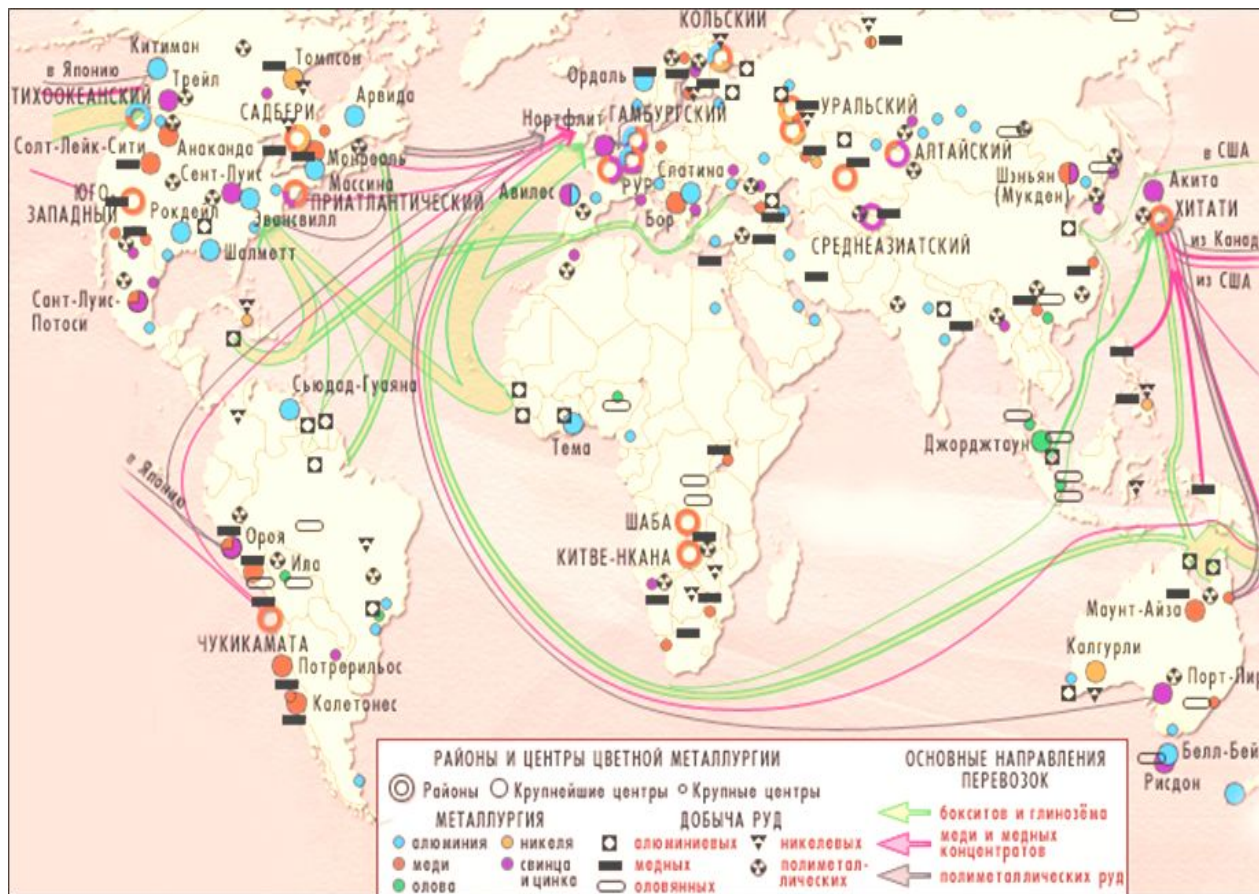 КОЛЬСКИЙ
Китиман
Томпсон
в Японию
Трейл
Ордаль
ТИХООКЕАНСКИЙ
САДБЕРИ
Арвида
Нортфлит
ГАМБУРГСКИЙ
УРАЛЬСКИЙ
Солт-Лейк-Сити
Анаконда
Монреаль
АЛТАЙСКИЙ
в США
Сент-Луис
Массина
Слатина
Шэньян
(Мукден)
Акита
ЮГО
ЗАПАДНЫЙ
ПРИАТЛАНТИЧЕСКИЙ
Авилес
РУР
Бор
ХИТАТИ
Рокдейл
Эвансвилл
СРЕДНЕАЗИАТСКИЙ
из Канад
Шалметт
из США
Сант-Луис-
Потоси
Сьюдад-Гуаяна
Тема
Джорджтаун
в Японию
Ороя
ШАБА
Ила
КИТВЕ-НКАНА
Маунт-Айза
ЧУКИКАМАТА
Потрерильос
Калгурли
Порт-Пир
Калетонес
Белл-Бей
Рисдон
РАЙОНЫ И ЦЕНТРЫ ЦВЕТНОЙ МЕТАЛЛУРГИИ
Районы
Крупнейшие центры
Крупные центры
МЕТАЛЛУРГИЯ
алюминия
никеля
меди
свинца
и цинка
олова
ДОБЫЧА РУД
алюминиевых
никелевых
медных
полиметал-
лических
оловянных
ОСНОВНЫЕ НАПРАВЛЕНИЯ
ПЕРЕВОЗОК
бокситов и глинозёма
меди и медных
концентратов
полиметаллических руд